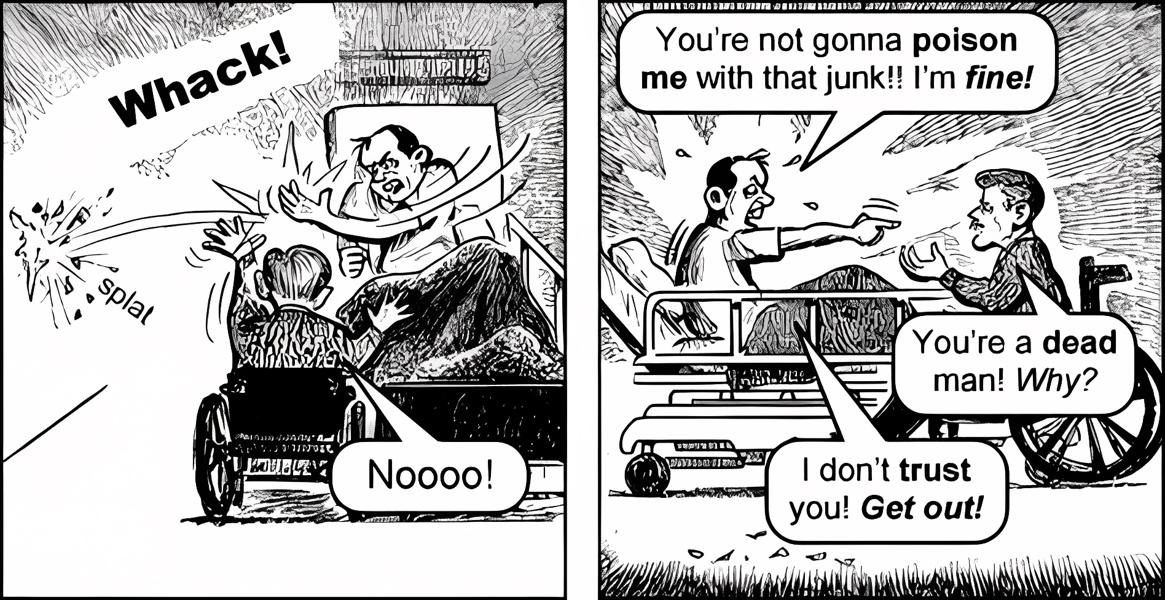 Whack!
splat
Noooo!
You're not gonna poison
me with that junk!! I'm fine!
You're a dead
man! Why?
I don't trust
you! Get out!